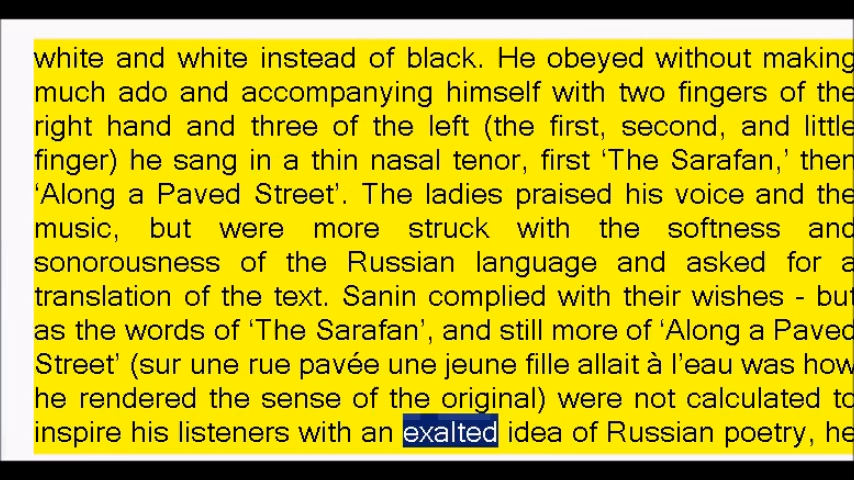 white and white instead of black. He obeyed without making
much ado and accompanying himself with two fingers of the
right hand and three of the left (the first, second, and little
finger) he sang in a thin nasal tenor, first ‘The Sarafan,’ then
‘Along a Paved Street’. The ladies praised his voice and the
music, but were more struck with the softness and
sonorousness of the Russian language and asked for a
translation of the text. Sanin complied with their wishes - but
as the words of ‘The Sarafan’, and still more of ‘Along a Paved
Street’ (sur une rue pavée une jeune fille allait à l’eau was how
he rendered the sense of the original) were not calculated to
inspire his listeners with an exalted idea of Russian poetry, he